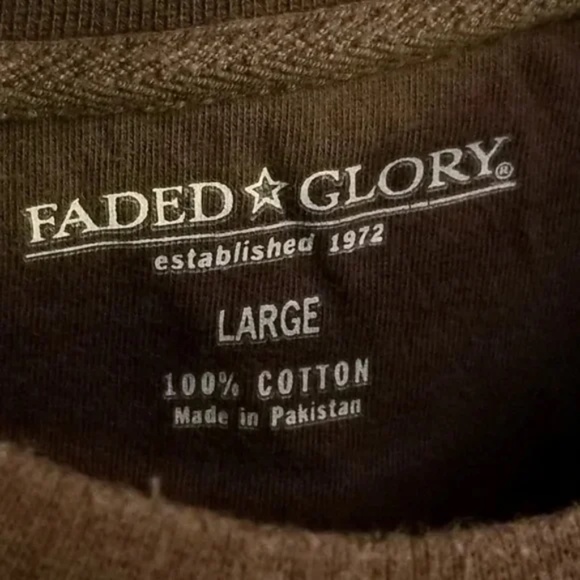 FADED ☆ GLORY®
established 1972
LARGE
100% COTTON
Made in Pakistan